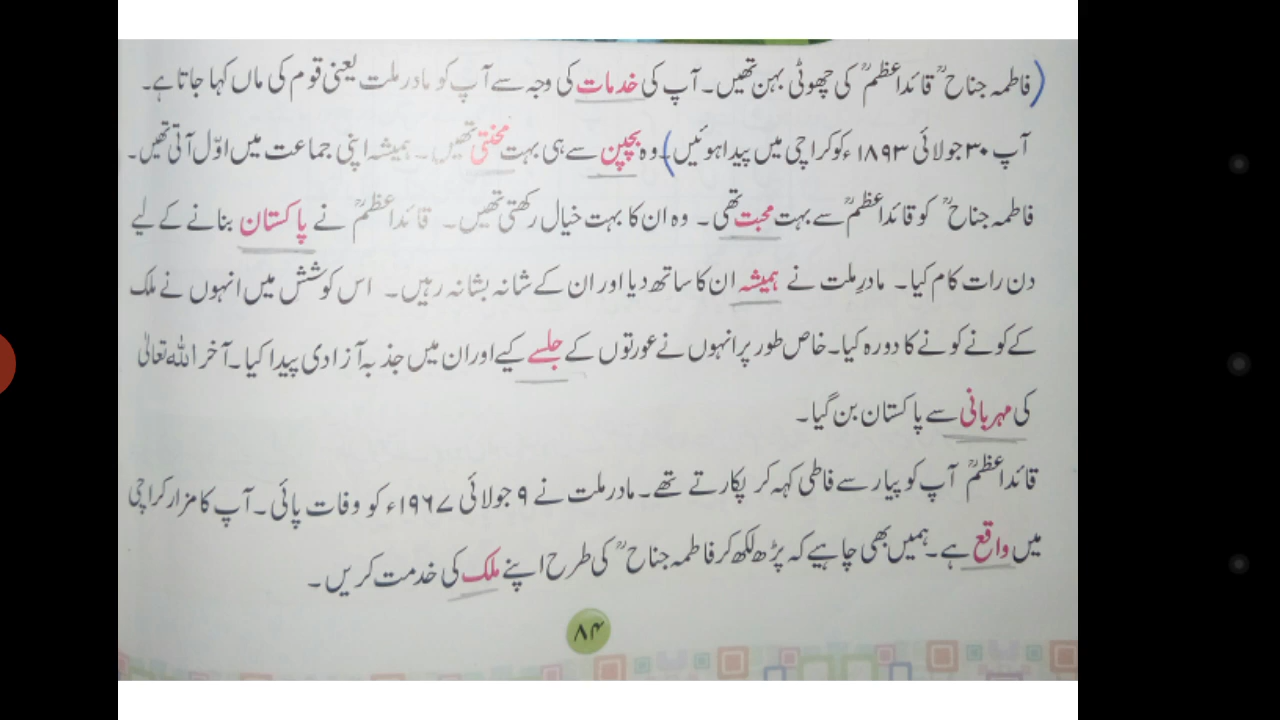 فاطمہ جناحؒ قائداعظمؒ کی چھوٹی بہن تھیں۔ آپ کی خدمات کی وجہ سے آپ کو مادر ملت یعنی قوم کی ماں کہا جاتا ہے۔
آپ ۳۰ جولائی ۱۸۹۳ء کو کراچی میں پیدا ہوئیں۔ وہ بچپن سے ہی بہت محنتی تھیں۔ ہمیشہ اپنی جماعت میں اوّل آتی تھیں۔
فاطمہ جناحؒ کو قائداعظمؒ سے بہت محبت تھی۔ وہ ان کا بہت خیال رکھتی تھیں۔ قائداعظمؒ نے پاکستان بنانے کے لیے
دن رات کام کیا۔ مادرِ ملت نے ہمیشہ ان کا ساتھ دیا اور ان کے شانہ بشانہ رہیں۔ اس کوشش میں انہوں نے ملک
کے کونے کونے کا دورہ کیا۔ خاص طور پر انہوں نے عورتوں کے جلسے کیے اور ان میں جذبہ آزادی پیدا کیا۔ آخر اللہ تعالیٰ
کی مہربانی سے پاکستان بن گیا۔
قائداعظمؒ آپ کو پیار سے فاطی کہہ کر پکارتے تھے۔ مادر ملت نے ۹ جولائی ۱۹۶۷ء کو وفات پائی۔ آپ کا مزار کراچی
میں واقع ہے۔ ہمیں بھی چاہیے کہ پڑھ لکھ کر فاطمہ جناحؒ کی طرح اپنے ملک کی خدمت کریں۔
۸۴